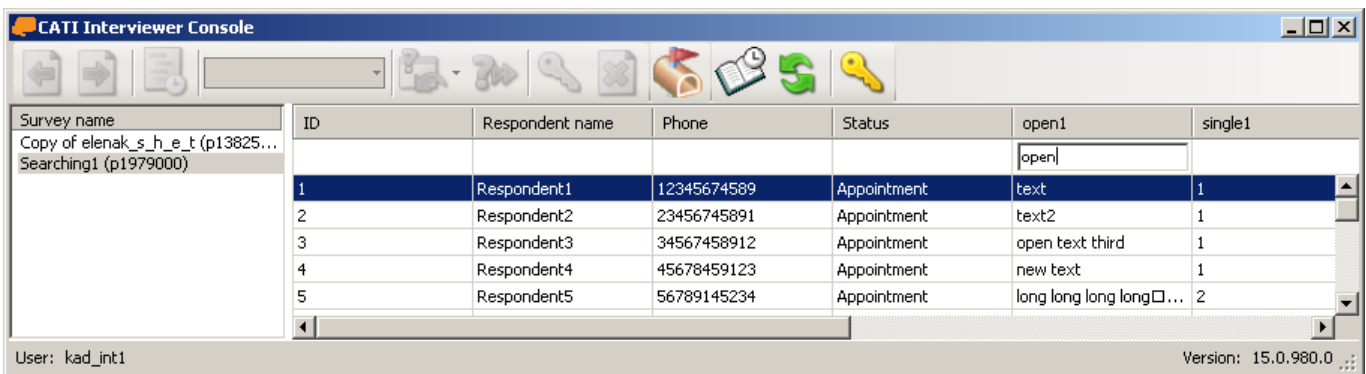 CATI Interviewer Console
Survey name
Copy of elenak_s_h_e_t (p13825...
Searching1 (p1979000)
ID Respondent name Phone Status open1 single1
open
1 Respondent1 12345674589 Appointment text 1
2 Respondent2 23456745891 Appointment text2 1
3 Respondent3 34567458912 Appointment open text third 1
4 Respondent4 45678459123 Appointment new text 1
5 Respondent5 56789145234 Appointment long long long long□... 2
User: kad_int1
Version: 15.0.980.0